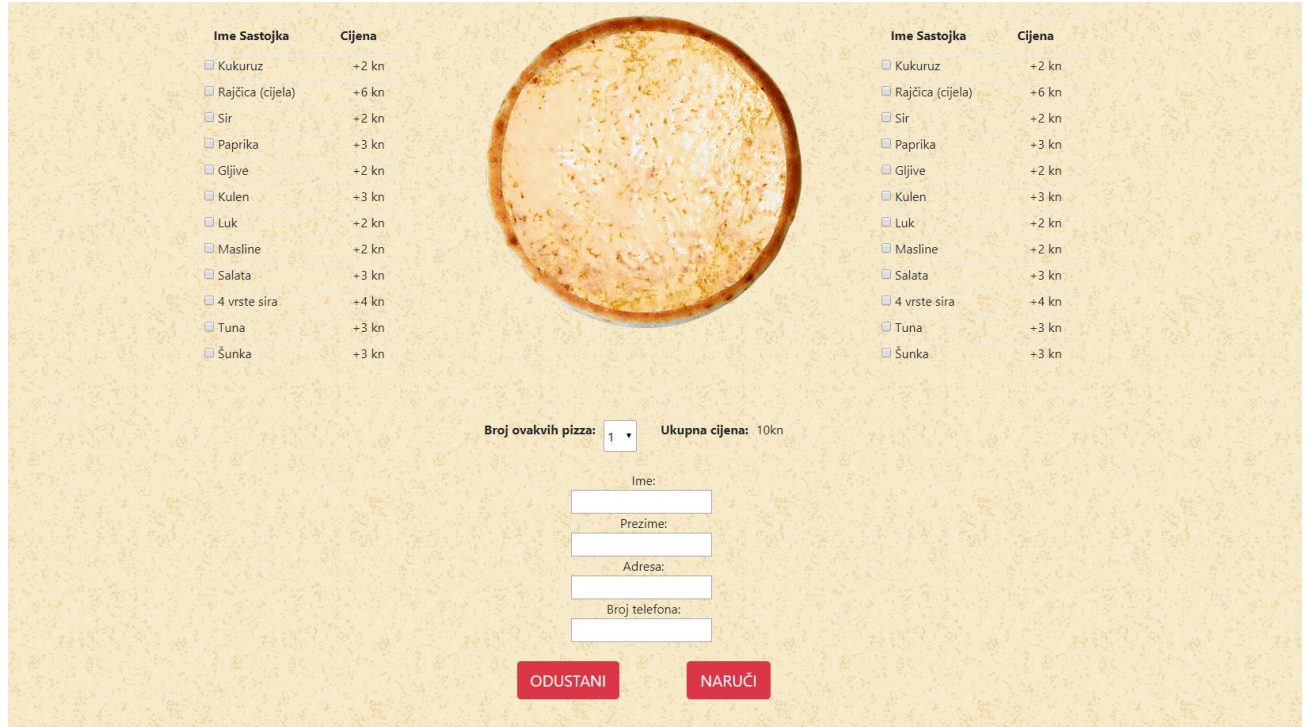 Ime Sastojka Cijena
Kukuruz +2 kn
Rajčica (cijela) +6 kn
Sir +2 kn
Paprika +3 kn
Gljive +2 kn
Kulen +3 kn
Luk +2 kn
Masline +2 kn
Salata +3 kn
4 vrste sira +4 kn
Tuna +3 kn
Šunka +3 kn
Ime Sastojka Cijena
Kukuruz +2 kn
Rajčica (cijela) +6 kn
Sir +2 kn
Paprika +3 kn
Gljive +2 kn
Kulen +3 kn
Luk +2 kn
Masline +2 kn
Salata +3 kn
4 vrste sira +4 kn
Tuna +3 kn
Šunka +3 kn
Broj ovakvih pizza: 1 Ukupna cijena: 10kn
Ime:
Prezime:
Adresa:
Broj telefona:
ODUSTANI NARUČI